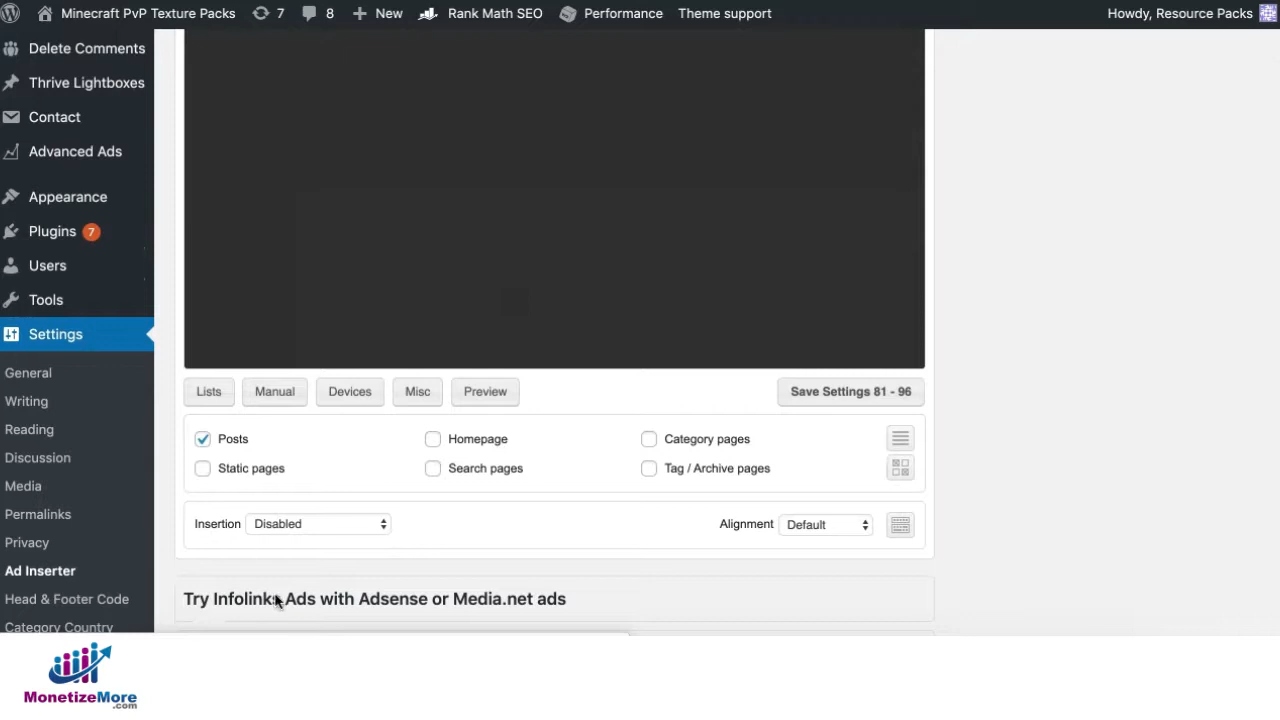 Minecraft PvP Texture Packs 7 8 New Rank Math SEO Performance Theme support Howdy, Resource Packs
Delete Comments
Thrive Lightboxes
Contact
Advanced Ads
Appearance
Plugins 7
Users
Tools
Settings
General
Writing
Reading
Discussion
Media
Permalinks
Privacy
Ad Inserter
Head & Footer Code
Category Country
Lists Manual Devices Misc Preview Save Settings 81 - 96
Posts Homepage Category pages
Static pages Search pages Tag / Archive pages
Insertion Disabled Alignment Default
Try Infolinks Ads with Adsense or Media.net ads
MonetizeMore
.com